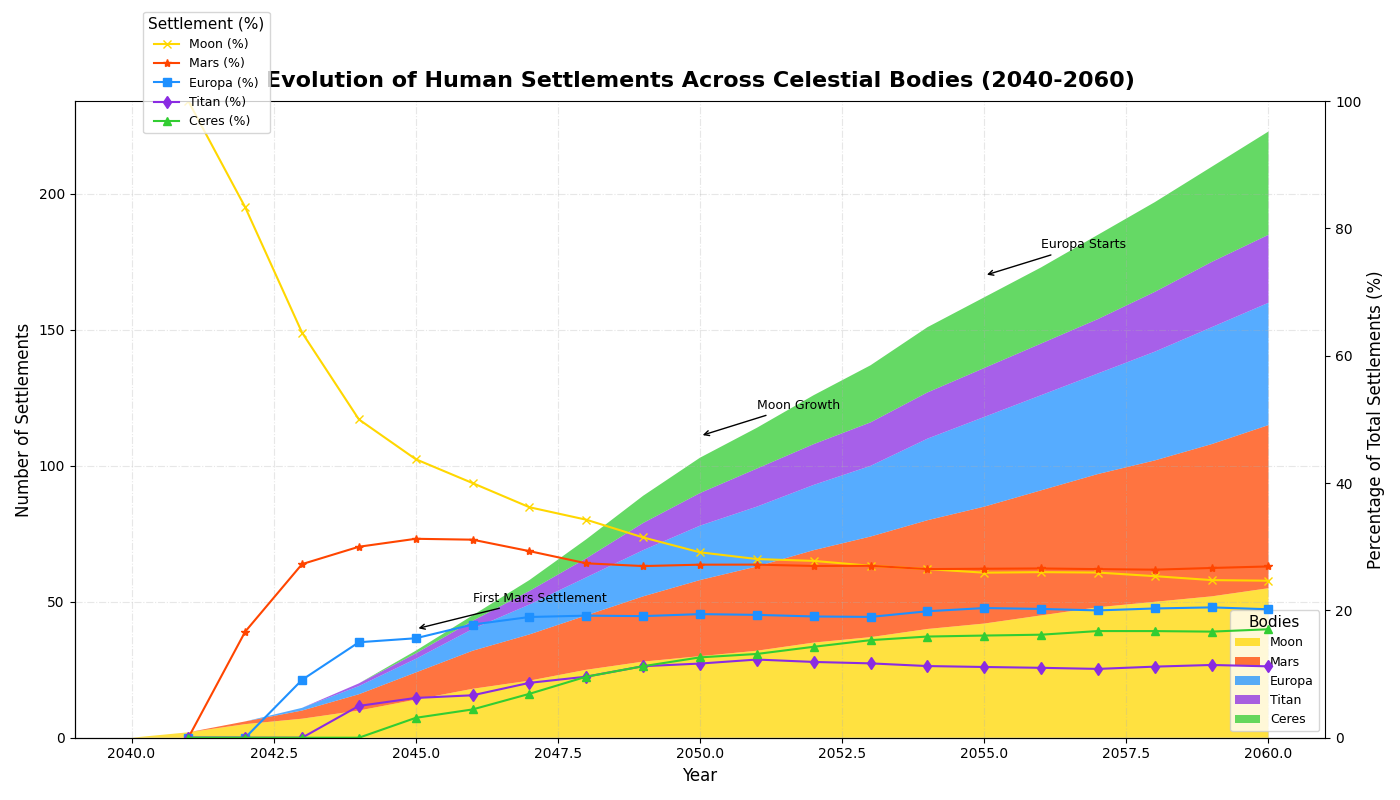 Settlement (%)
Moon (%)
Mars (%)
Europa (%)
Titan (%)
Ceres (%)
Evolution of Human Settlements Across Celestial Bodies (2040-2060)
Number of Settlements
200
150
100
50
0
100
80
60
40
20
0
Percentage of Total Settlements (%)
Europa Starts
Moon Growth
First Mars Settlement
Bodies
Moon
Mars
Europa
Titan
Ceres
2040.0 2042.5 2045.0 2047.5 2050.0 2052.5 2055.0 2057.5 2060.0
Year